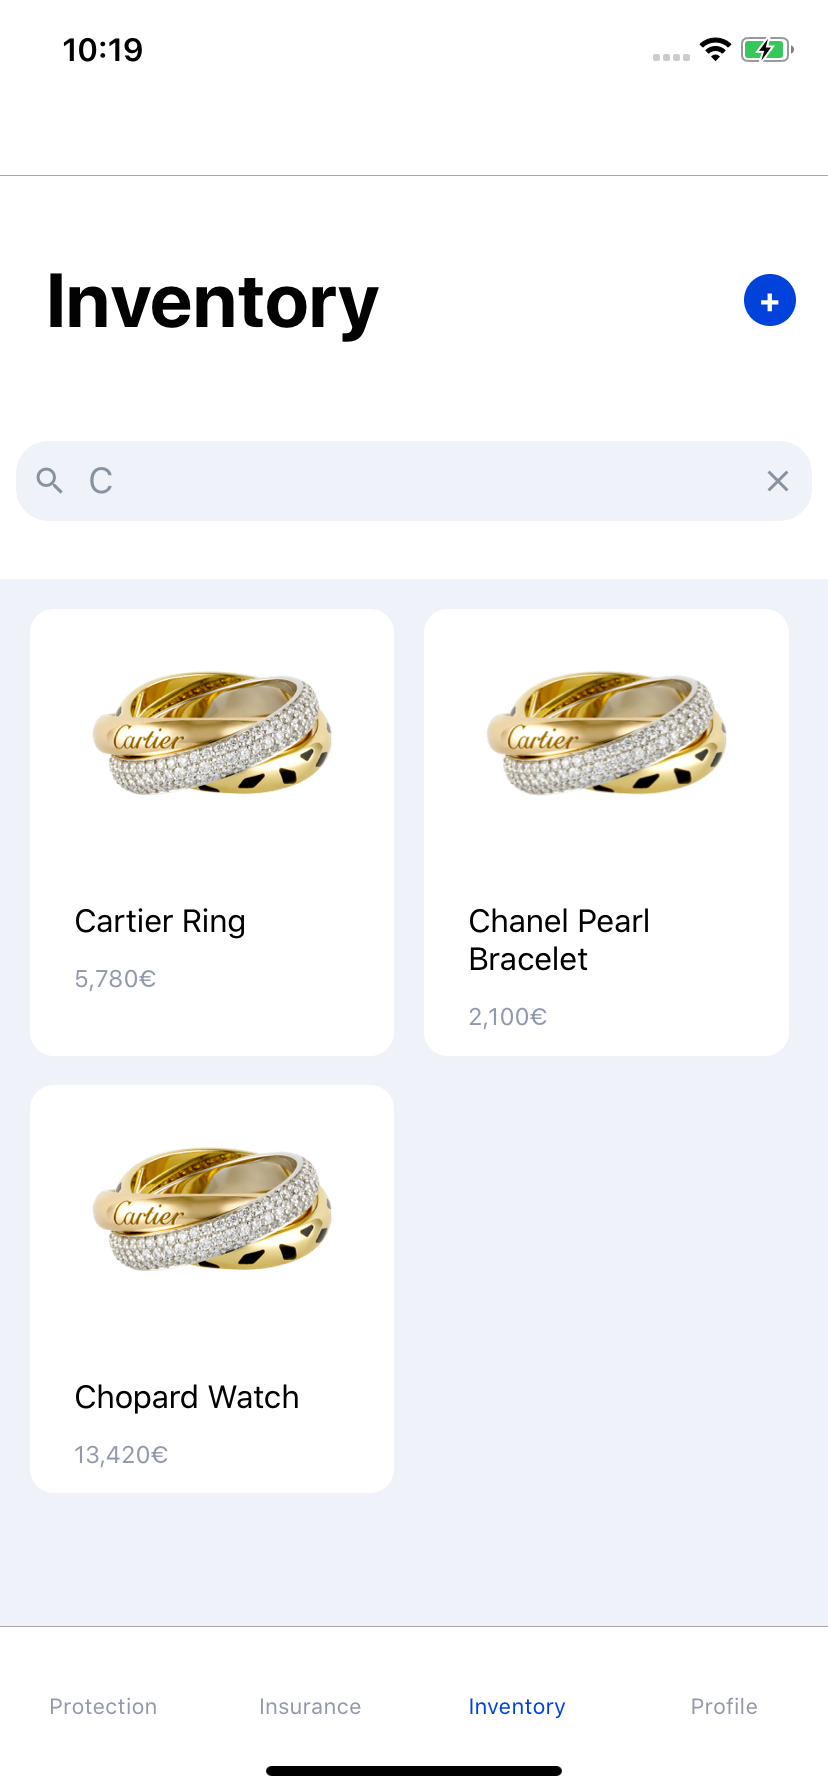 10:19
Inventory
+
C
Cartier
Cartier
Cartier Ring
5,780€
Chanel Pearl
Bracelet
2,100€
Cartier
Chopard Watch
13,420€
Protection
Insurance
Inventory
Profile